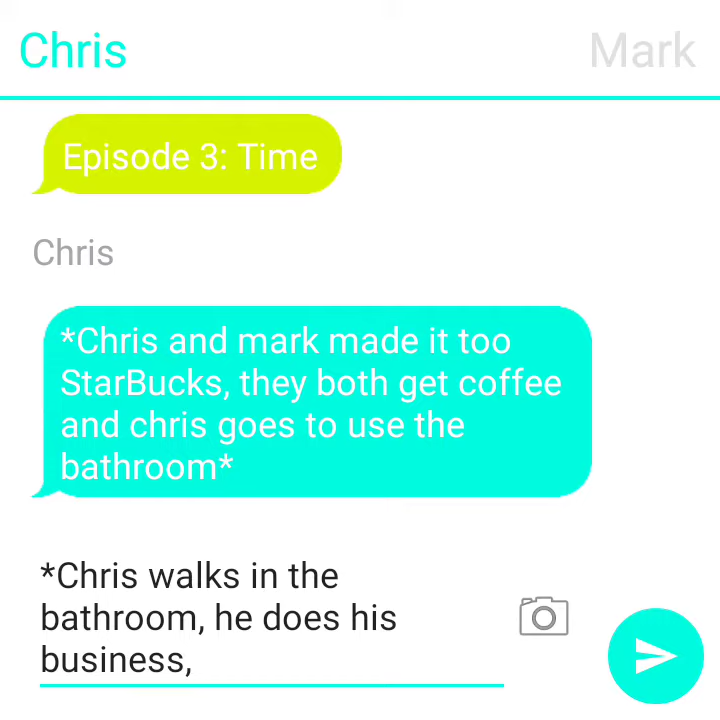 Chris
Mark
Episode 3: Time
Chris
*Chris and mark made it too
StarBucks, they both get coffee
and chris goes to use the
bathroom*
*Chris walks in the
bathroom, he does his
business,